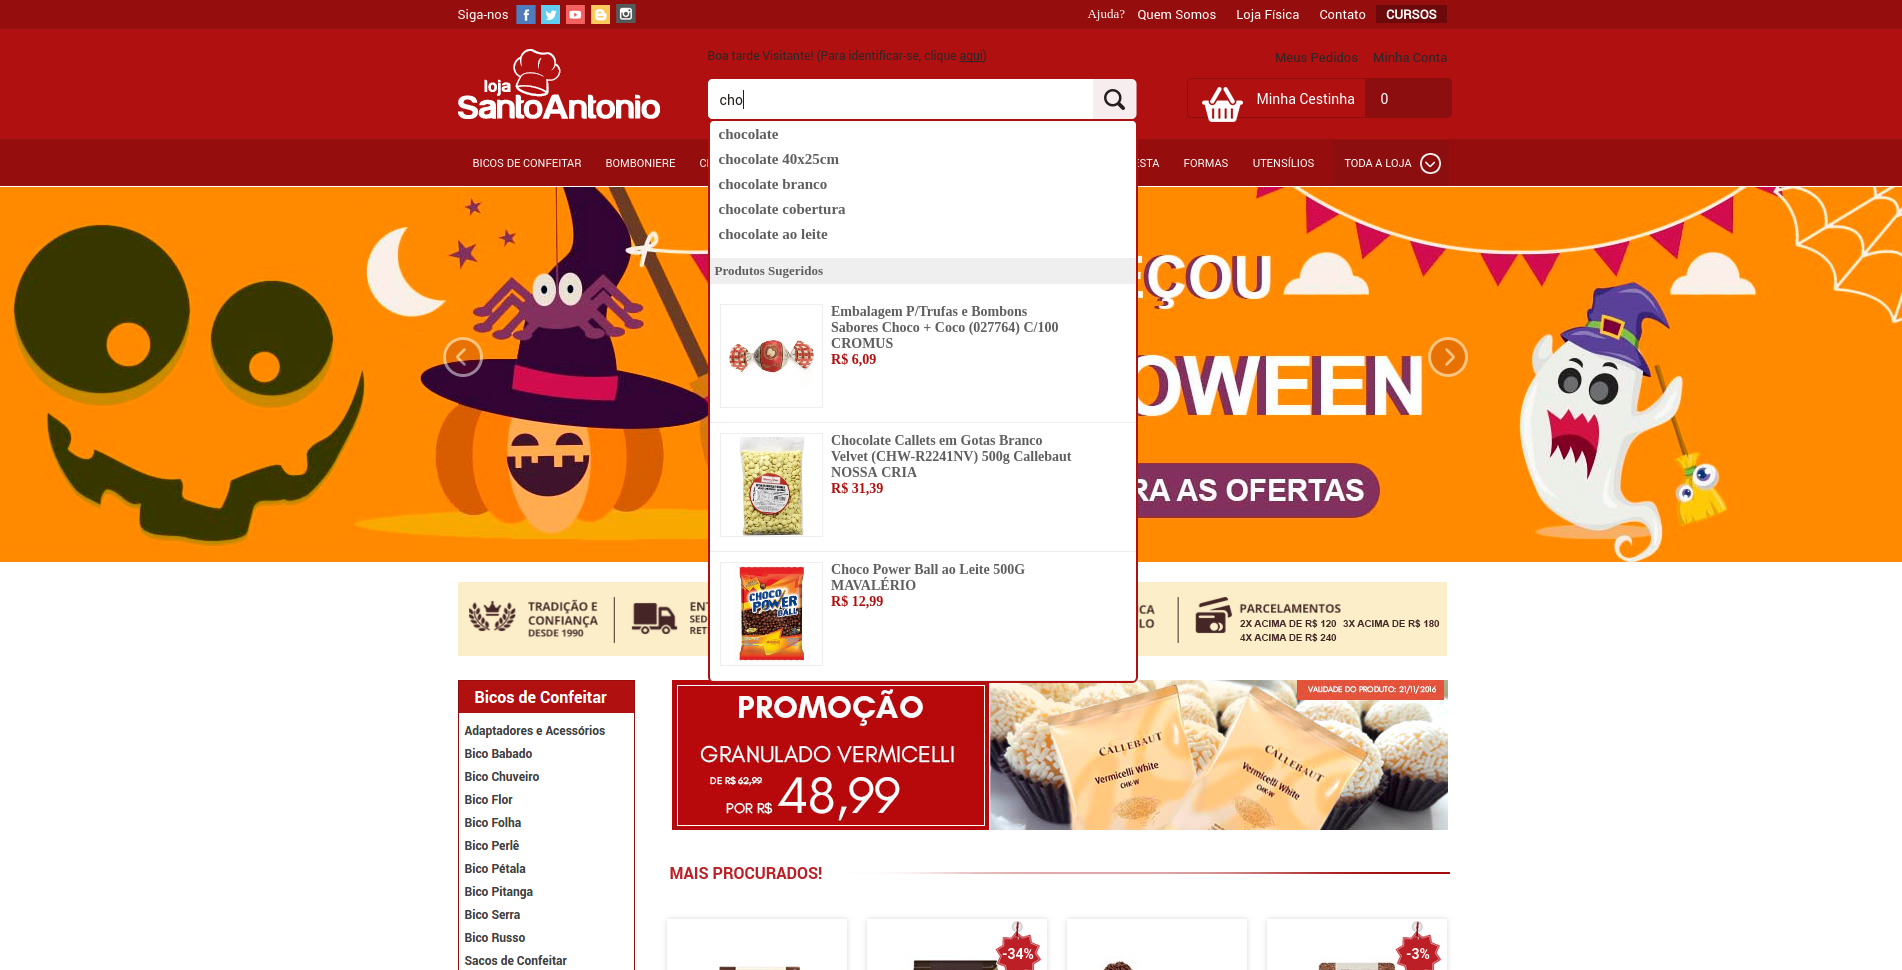 Siga-nos
Ajuda? Quem Somos Loja Física Contato CURSOS
loja
SantoAntonio
Boa tarde Visitante! (Para identificar-se, clique aqui)
Meus Pedidos Minha Conta
cho
Minha Cestinha 0
BICOS DE CONFEITAR BOMBONIERE C ESTA FORMAS UTENSÍLIOS TODA A LOJA
chocolate
chocolate 40x25cm
chocolate branco
chocolate cobertura
chocolate ao leite
Produtos Sugeridos
Embalagem P/Trufas e Bombons
Sabores Choco + Coco (027764) C/100
CROMUS
R$ 6,09
Chocolate Callets em Gotas Branco
Velvet (CHW-R2241NV) 500g Callebaut
NOSSA CRIA
R$ 31,39
CHOCO
POWER
BALL
Choco Power Ball ao Leite 500G
MAVALÉRIO
R$ 12,99
EÇOU
OWEEN
RA AS OFERTAS
TRADIÇÃO E
CONFIANÇA
DESDE 1990
ENT
SED
RET
CA
LO
PARCELAMENTOS
2X ACIMA DE R$ 120 3X ACIMA DE R$ 180
4X ACIMA DE R$ 240
Bicos de Confeitar
Adaptadores e Acessórios
Bico Babado
Bico Chuveiro
Bico Flor
Bico Folha
Bico Perlê
Bico Pétala
Bico Pitanga
Bico Serra
Bico Russo
Sacos de Confeitar
PROMOÇÃO
GRANULADO VERMICELLI
DE R$ 62,99
POR R$ 48,99
VALIDADE DO PRODUTO: 21/11/2016
CALLEBAUT
Vermicelli White
CHK-W
CALLEBAUT
Vermicelli White
CHK-W
MAIS PROCURADOS!
-34%
-3%